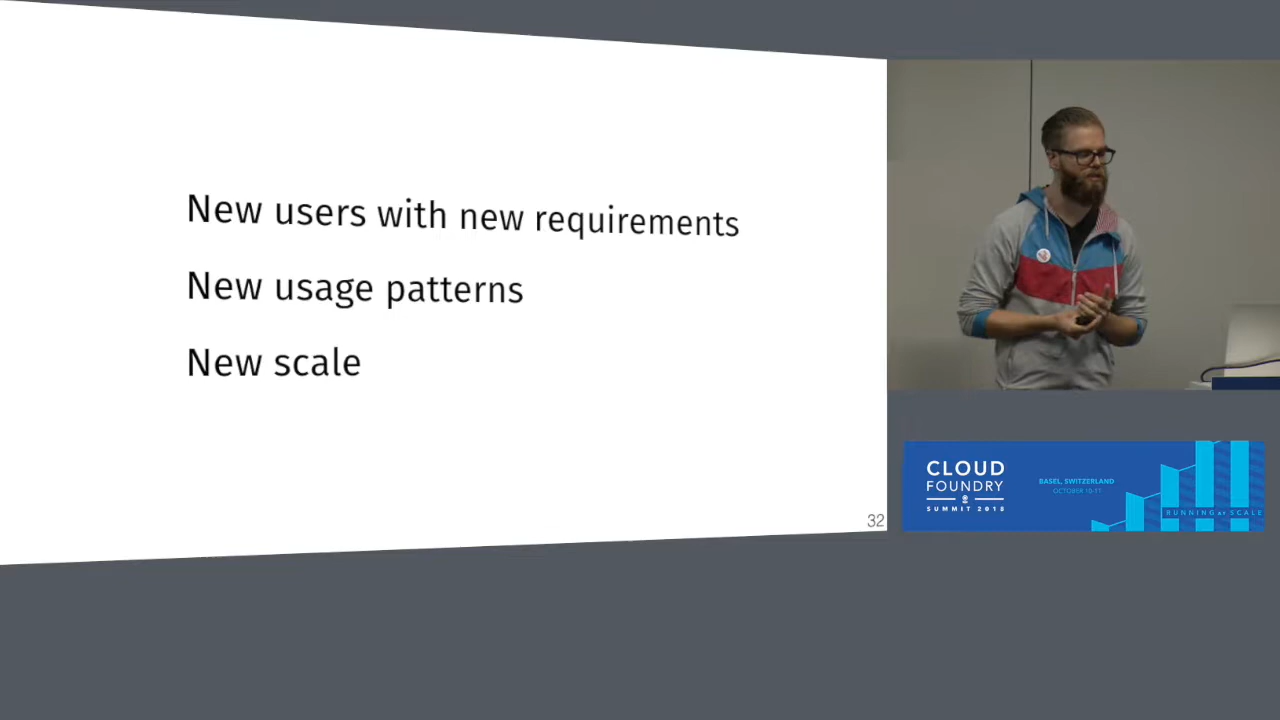 New users with new requirements
New usage patterns
New scale
32
CLOUD
FOUNDRY
SUMMIT 2018
BASEL, SWITZERLAND
OCTOBER 10-11
RUNNING AT SCALE